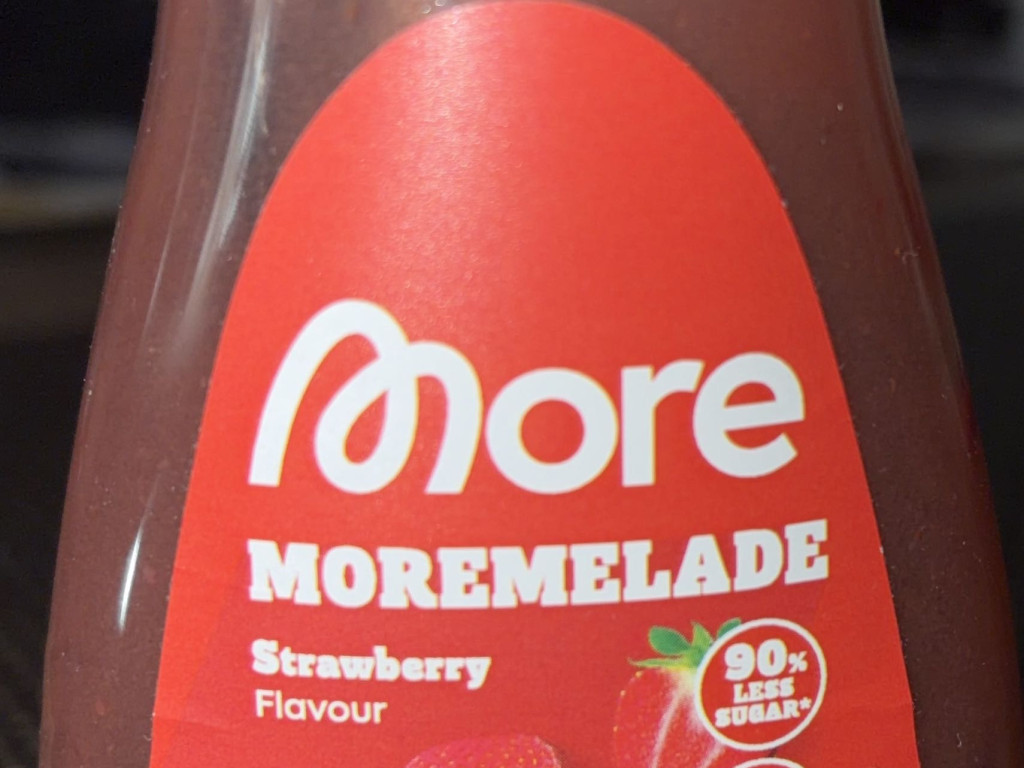 more
MOREMELADE
Strawberry
Flavour
90%
LESS
SUGAR*